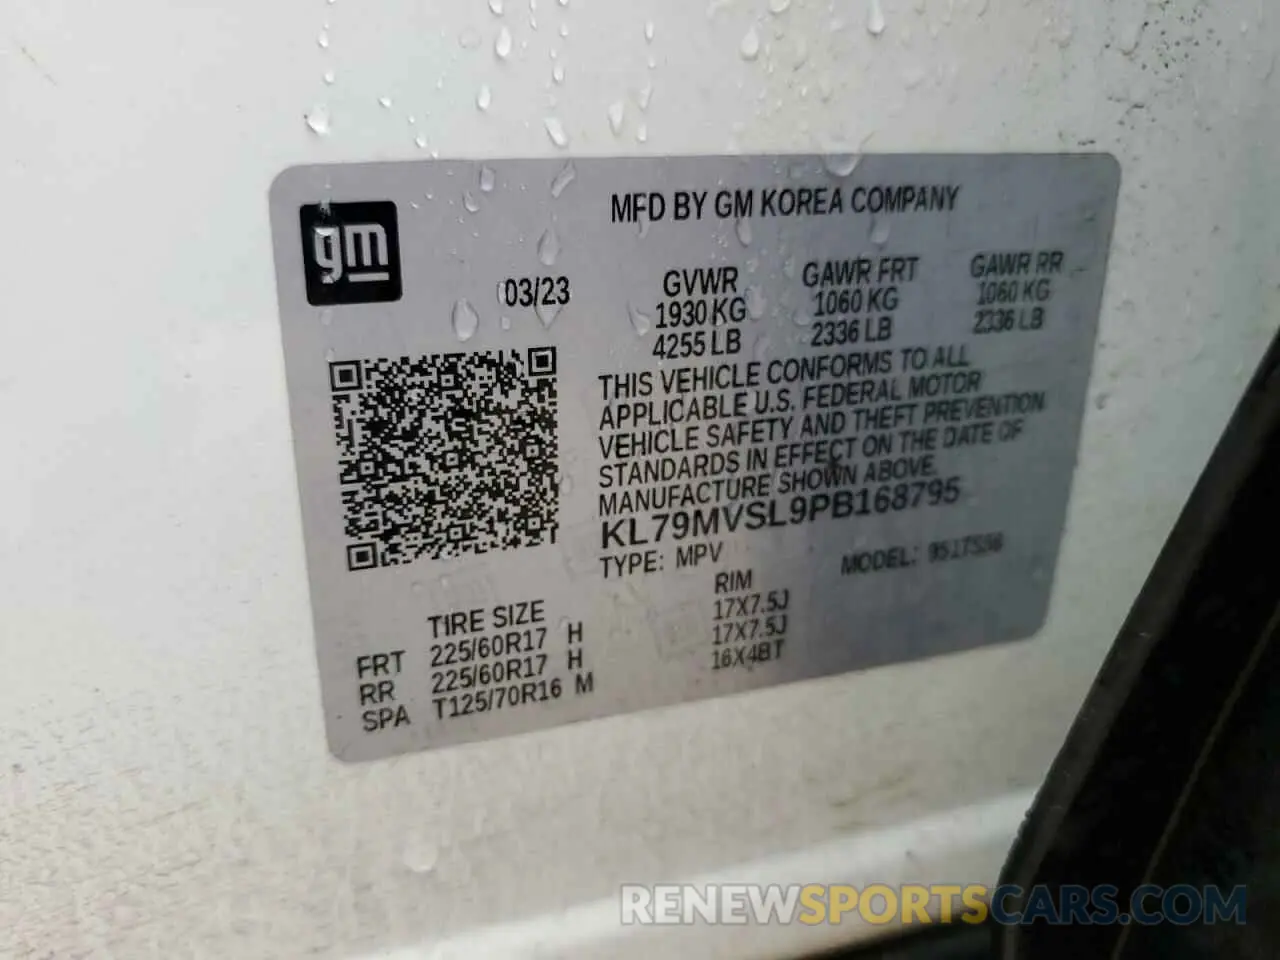 gm
MFD BY GM KOREA COMPANY
03/23
GVWR GAWR FRT GAWR RR
1930 KG 1060 KG 1060 KG
4255 LB 2336 LB 2336 LB
THIS VEHICLE CONFORMS TO ALL
APPLICABLE U.S. FEDERAL MOTOR
VEHICLE SAFETY AND THEFT PREVENTION
STANDARDS IN EFFECT ON THE DATE OF
MANUFACTURE SHOWN ABOVE.
KL79MVSL9PB168795
TYPE: MPV MODEL:
TIRE SIZE RIM
FRT 225/60R17 H 17X7.5J
RR 225/60R17 H 17X7.5J
SPA T125/70R16 M 16X4BT
RENEWSPORTSCARS.COM